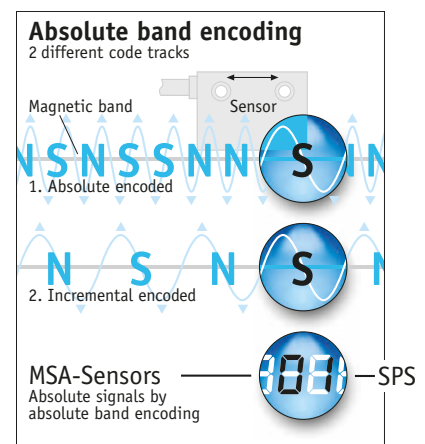 Absolute band encoding
2 different code tracks
Magnetic band
Sensor
N S N S S N N S I N
1. Absolute encoded
N S N S N
2. Incremental encoded
01
MSA-Sensors
SPS
Absolute signals by
absolute band encoding